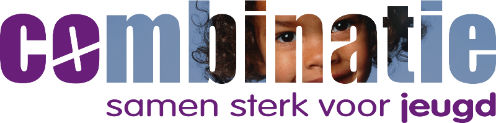 combinatie
samen sterk voor jeugd